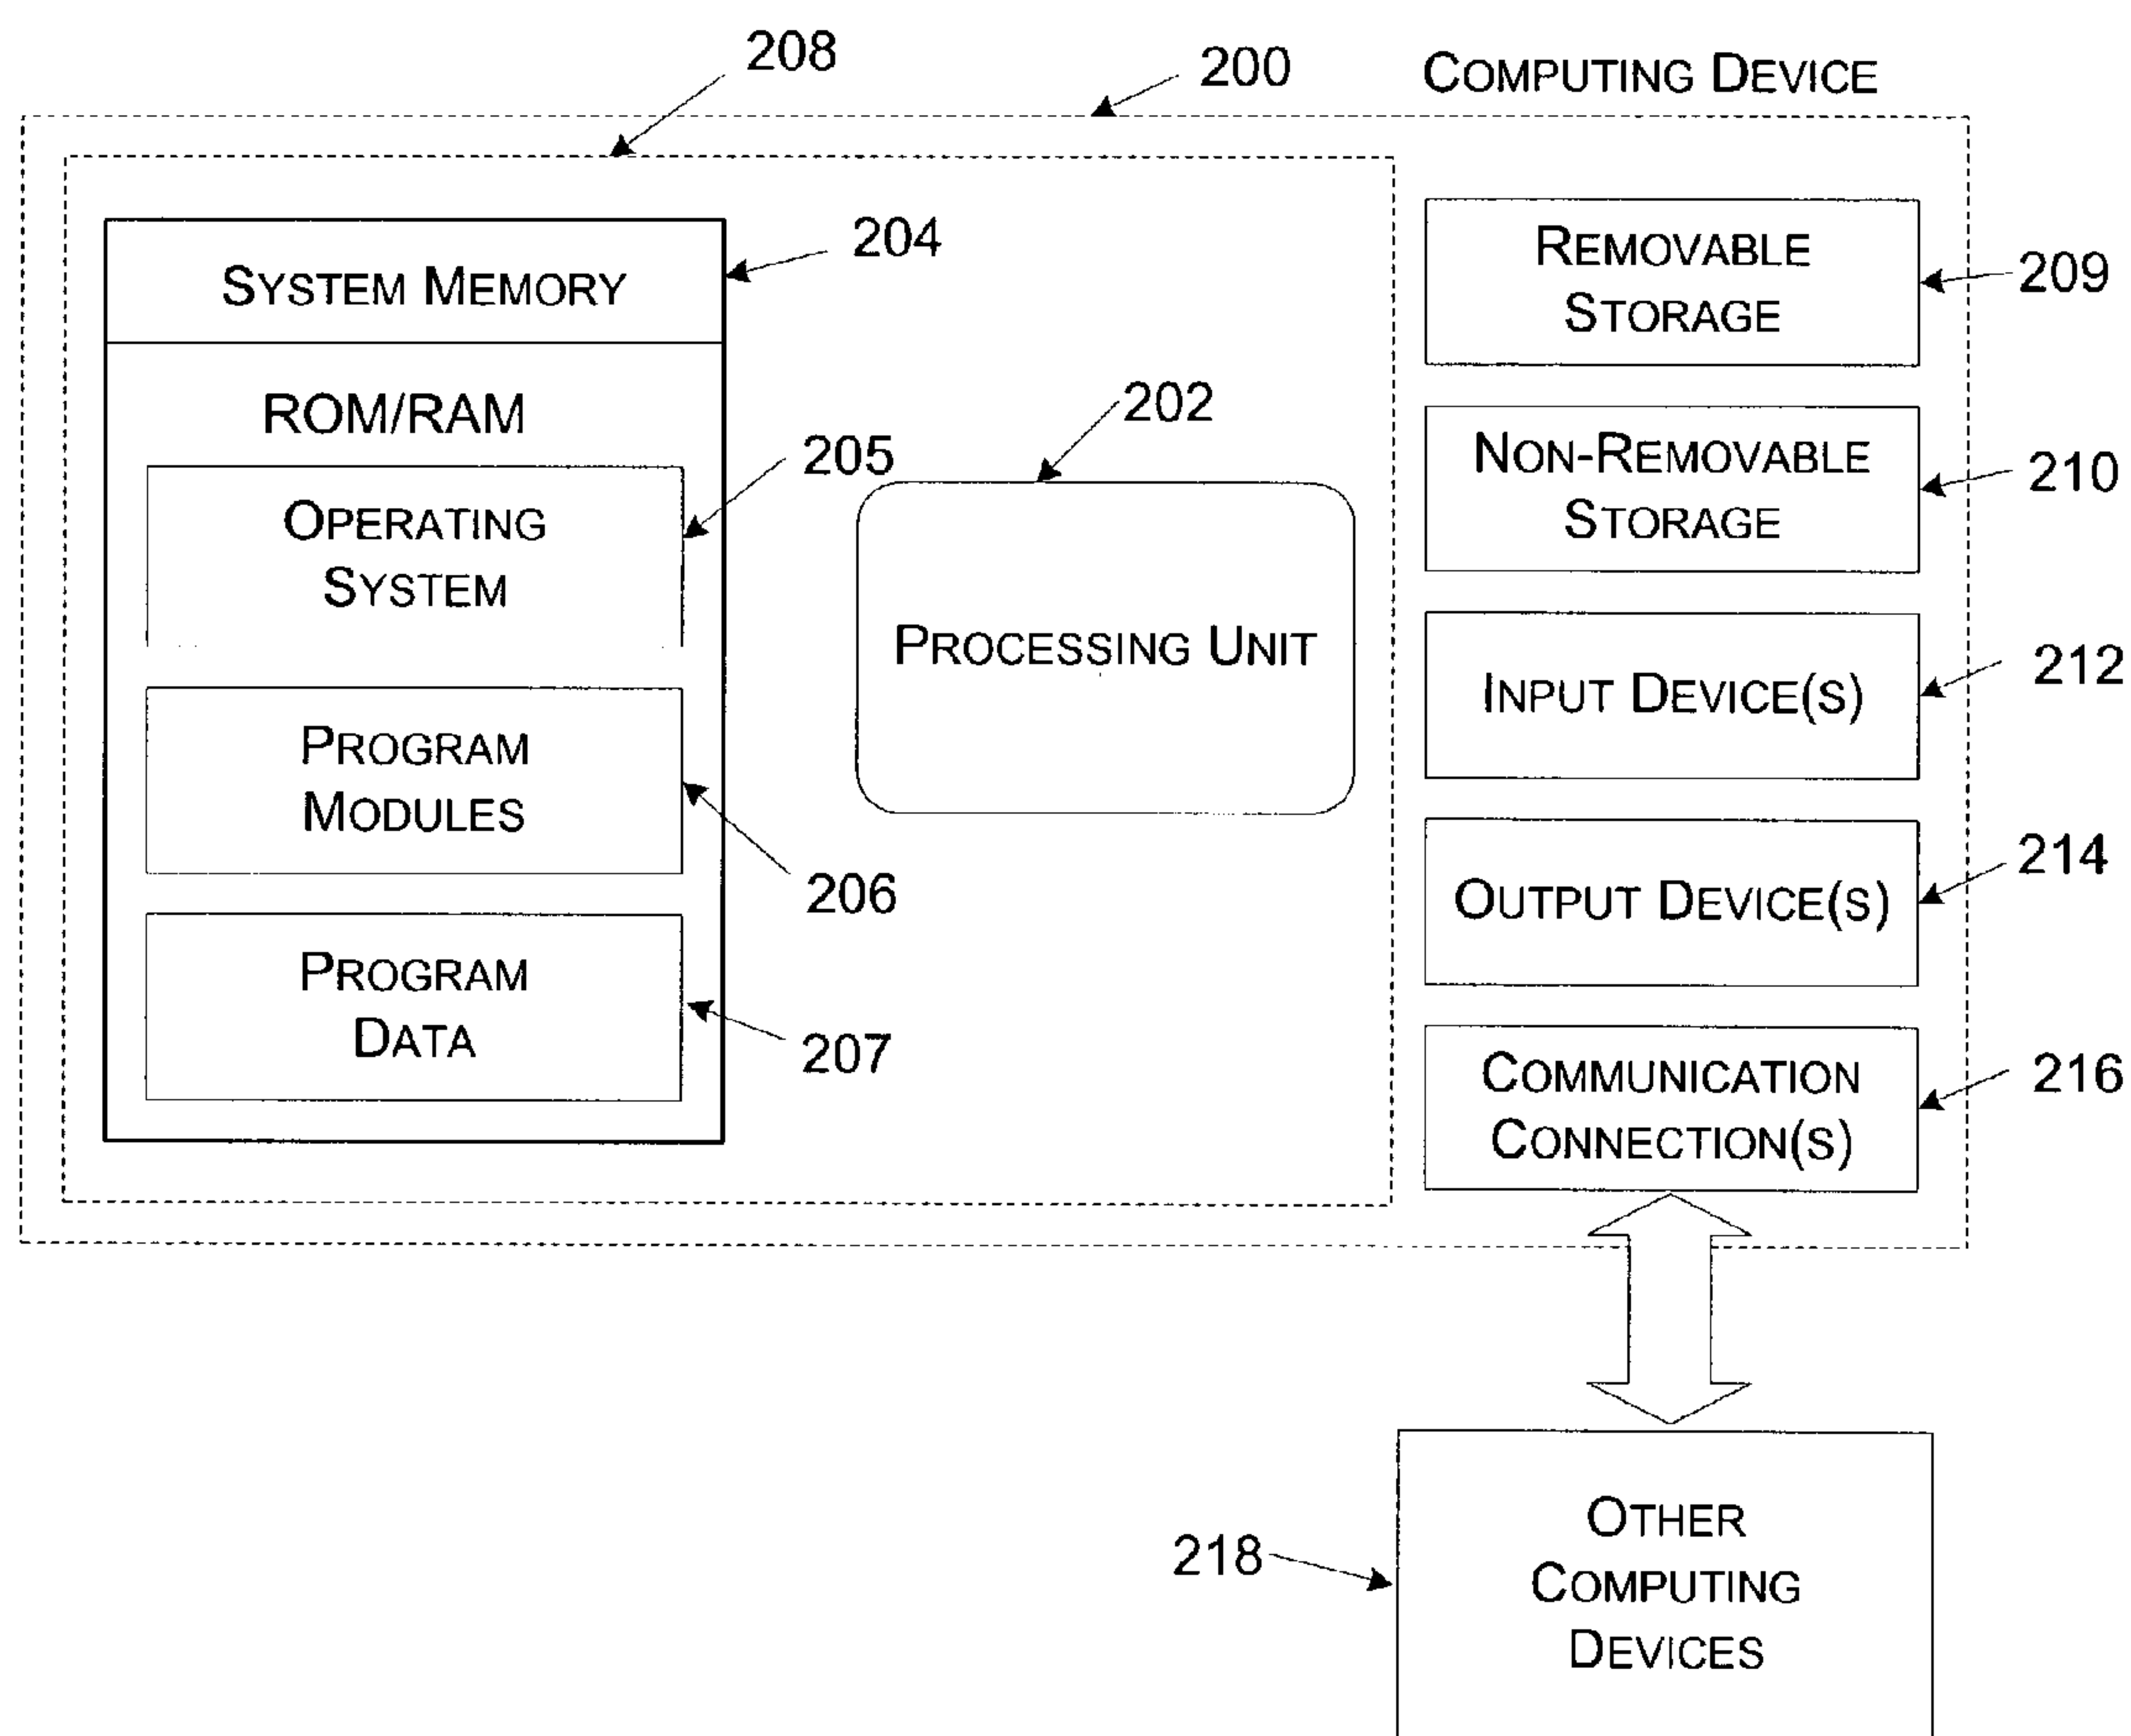 208
200
COMPUTING DEVICE
204
SYSTEM MEMORY
ROM/RAM
205
OPERATING
SYSTEM
PROGRAM
MODULES
206
PROGRAM
DATA
207
202
PROCESSING UNIT
REMOVABLE
STORAGE
209
NON-REMOVABLE
STORAGE
210
INPUT DEVICE(S)
212
OUTPUT DEVICE(S)
214
COMMUNICATION
CONNECTION(S)
216
218
OTHER
COMPUTING
DEVICES